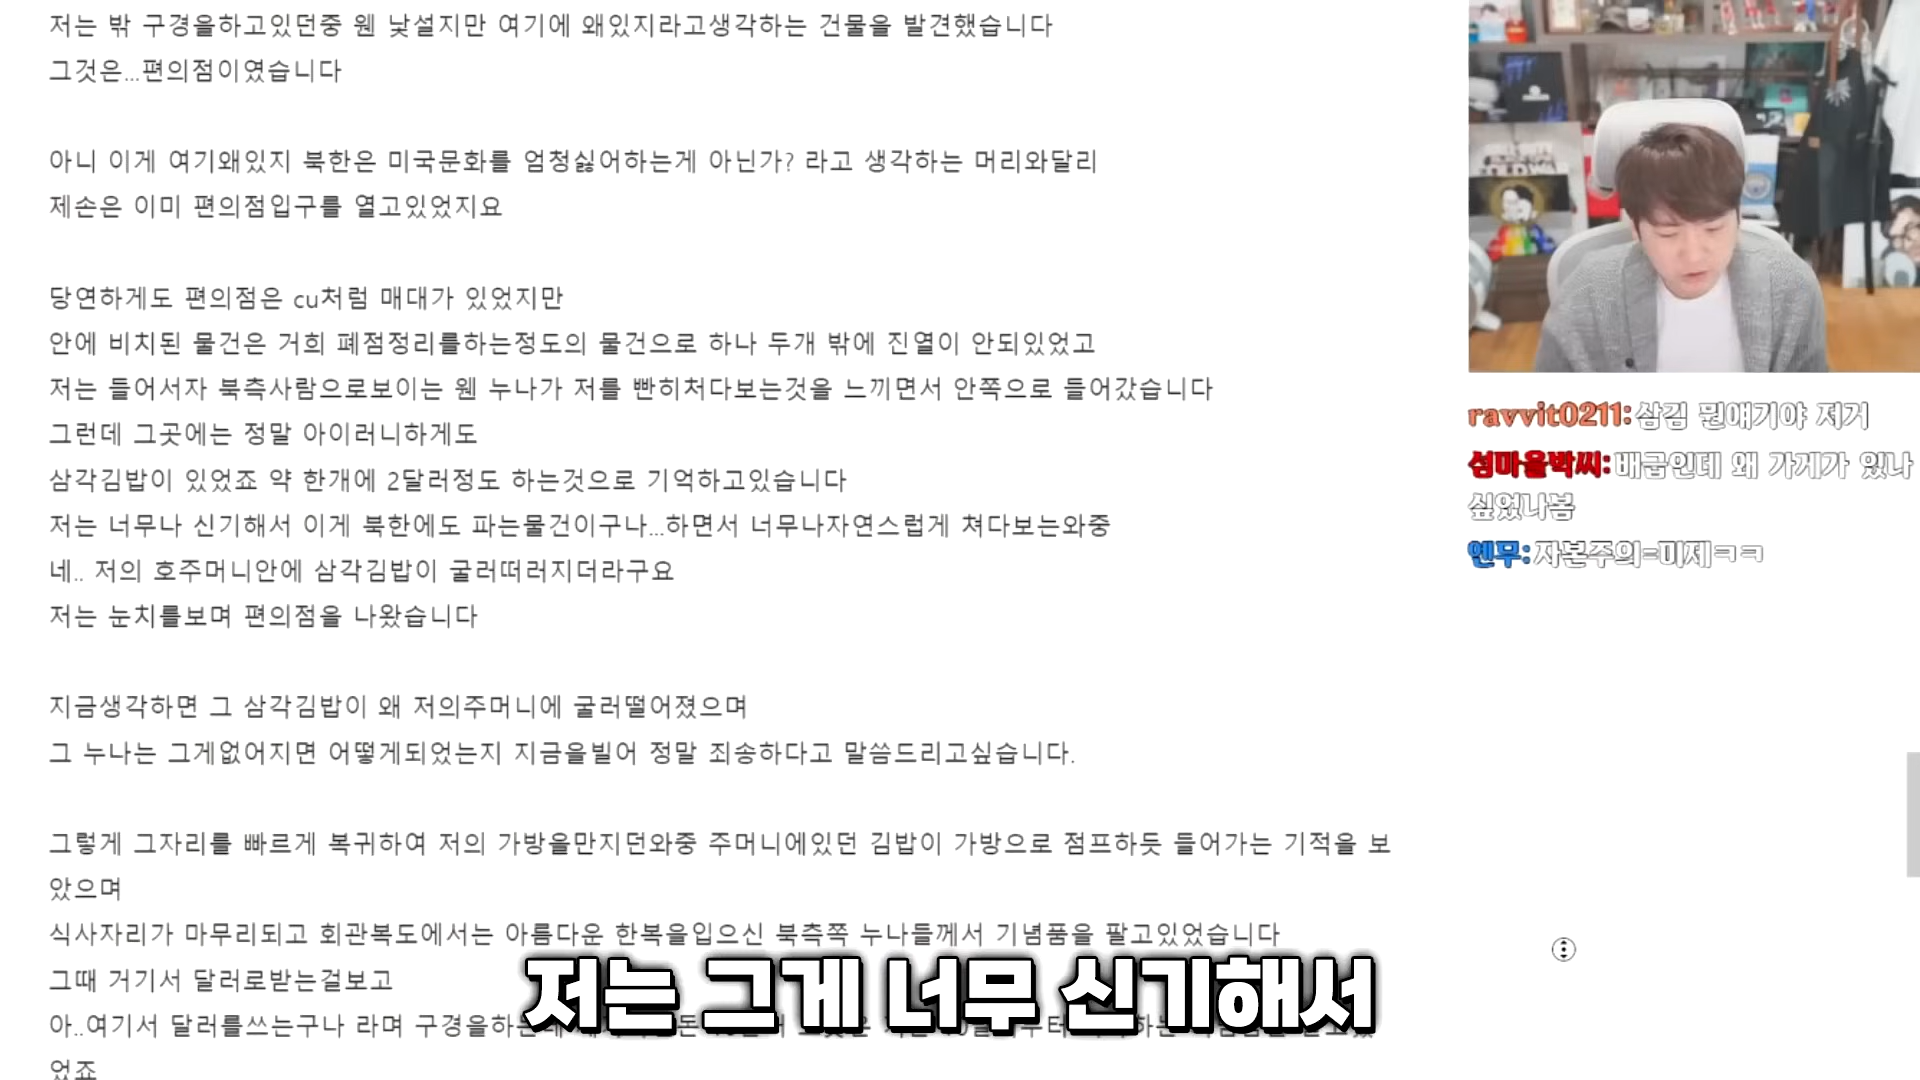 저는 밖 구경을하고있던중 웬 낯설지만 여기에 왜있지라고생각하는 건물을 발견했습니다
그것은...편의점이였습니다
아니 이게 여기왜있지 북한은 미국문화를 엄청싫어하는게 아닌가? 라고 생각하는 머리와달리
제손은 이미 편의점입구를 열고있었지요
당연하게도 편의점은 cu처럼 매대가 있었지만
안에 비치된 물건은 거희 폐점정리를하는정도의 물건으로 하나 두개 밖에 진열이 안되있었고
저는 들어서자 북측사람으로보이는 웬 누나가 저를 빤히처다보는것을 느끼면서 안쪽으로 들어갔습니다
그런데 그곳에는 정말 아이러니하게도
삼각김밥이 있었죠 약 한개에 2달러정도 하는것으로 기억하고있습니다
저는 너무나 신기해서 이게 북한에도 파는물건이구나...하면서 너무나자연스럽게 쳐다보는와중
네.. 저의 호주머니안에 삼각김밥이 굴러떠러지더라구요
저는 눈치를보며 편의점을 나왔습니다
지금생각하면 그 삼각김밥이 왜 저의주머니에 굴러떨어졌으며
그 누나는 그게없어지면 어떻게되었는지 지금을빌어 정말 죄송하다고 말씀드리고싶습니다.
그렇게 그자리를 빠르게 복귀하여 저의 가방을만지던와중 주머니에있던 김밥이 가방으로 점프하듯 들어가는 기적을 보
았으며
식사자리가 마무리되고 회관복도에서는 아름다운 한복을입으신 북측쪽 누나들께서 기념품을 팔고있었습니다
그때 거기서 달러로받는걸보고
아..여기서 달러를쓰는구나 라며 구경을하는데
었죠
저는 그게 너무 신기해서
ravvit0211: 삼김 뭔얘기야 저거
섬마을박씨: 배급인데 왜 가게가 있나
싶었나봄
엔무: 자본주의=미제ㅋㅋ